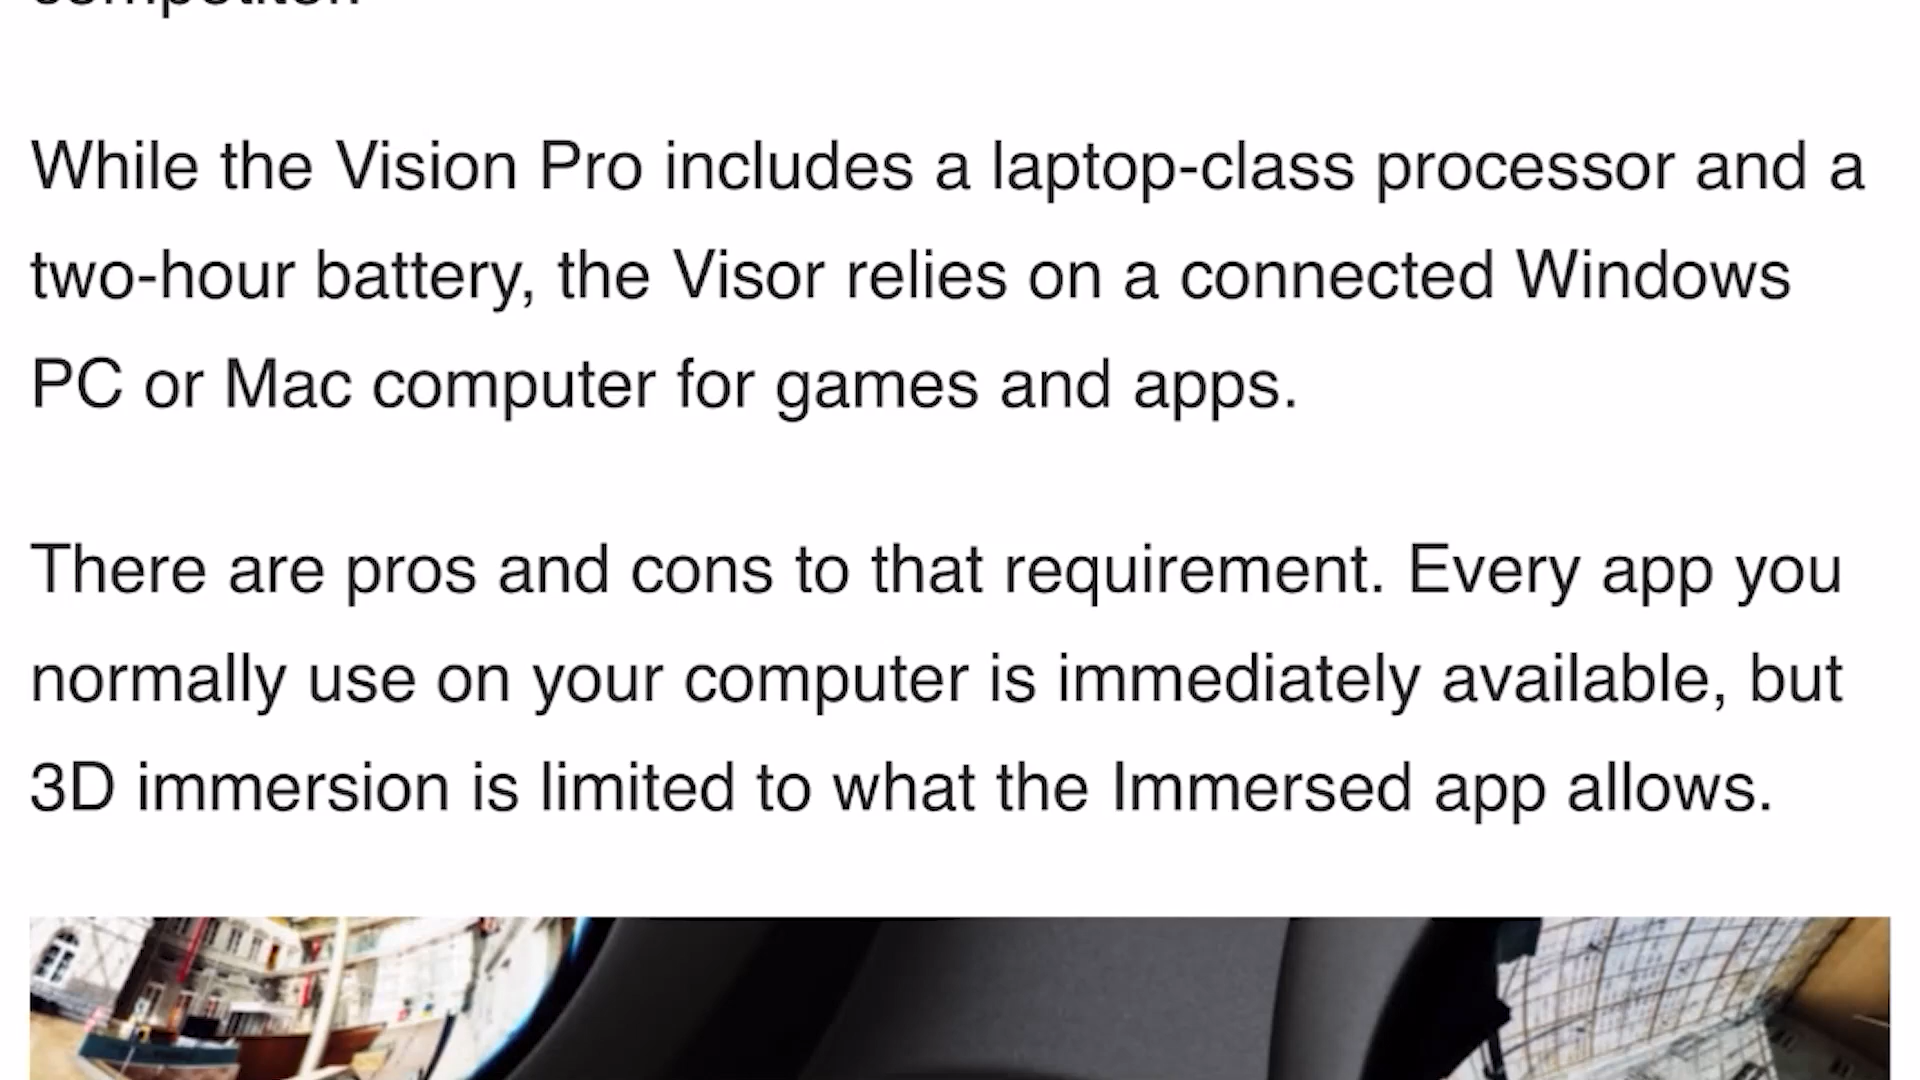 While the Vision Pro includes a laptop-class processor and a
two-hour battery, the Visor relies on a connected Windows
PC or Mac computer for games and apps.
There are pros and cons to that requirement. Every app you
normally use on your computer is immediately available, but
3D immersion is limited to what the Immersed app allows.